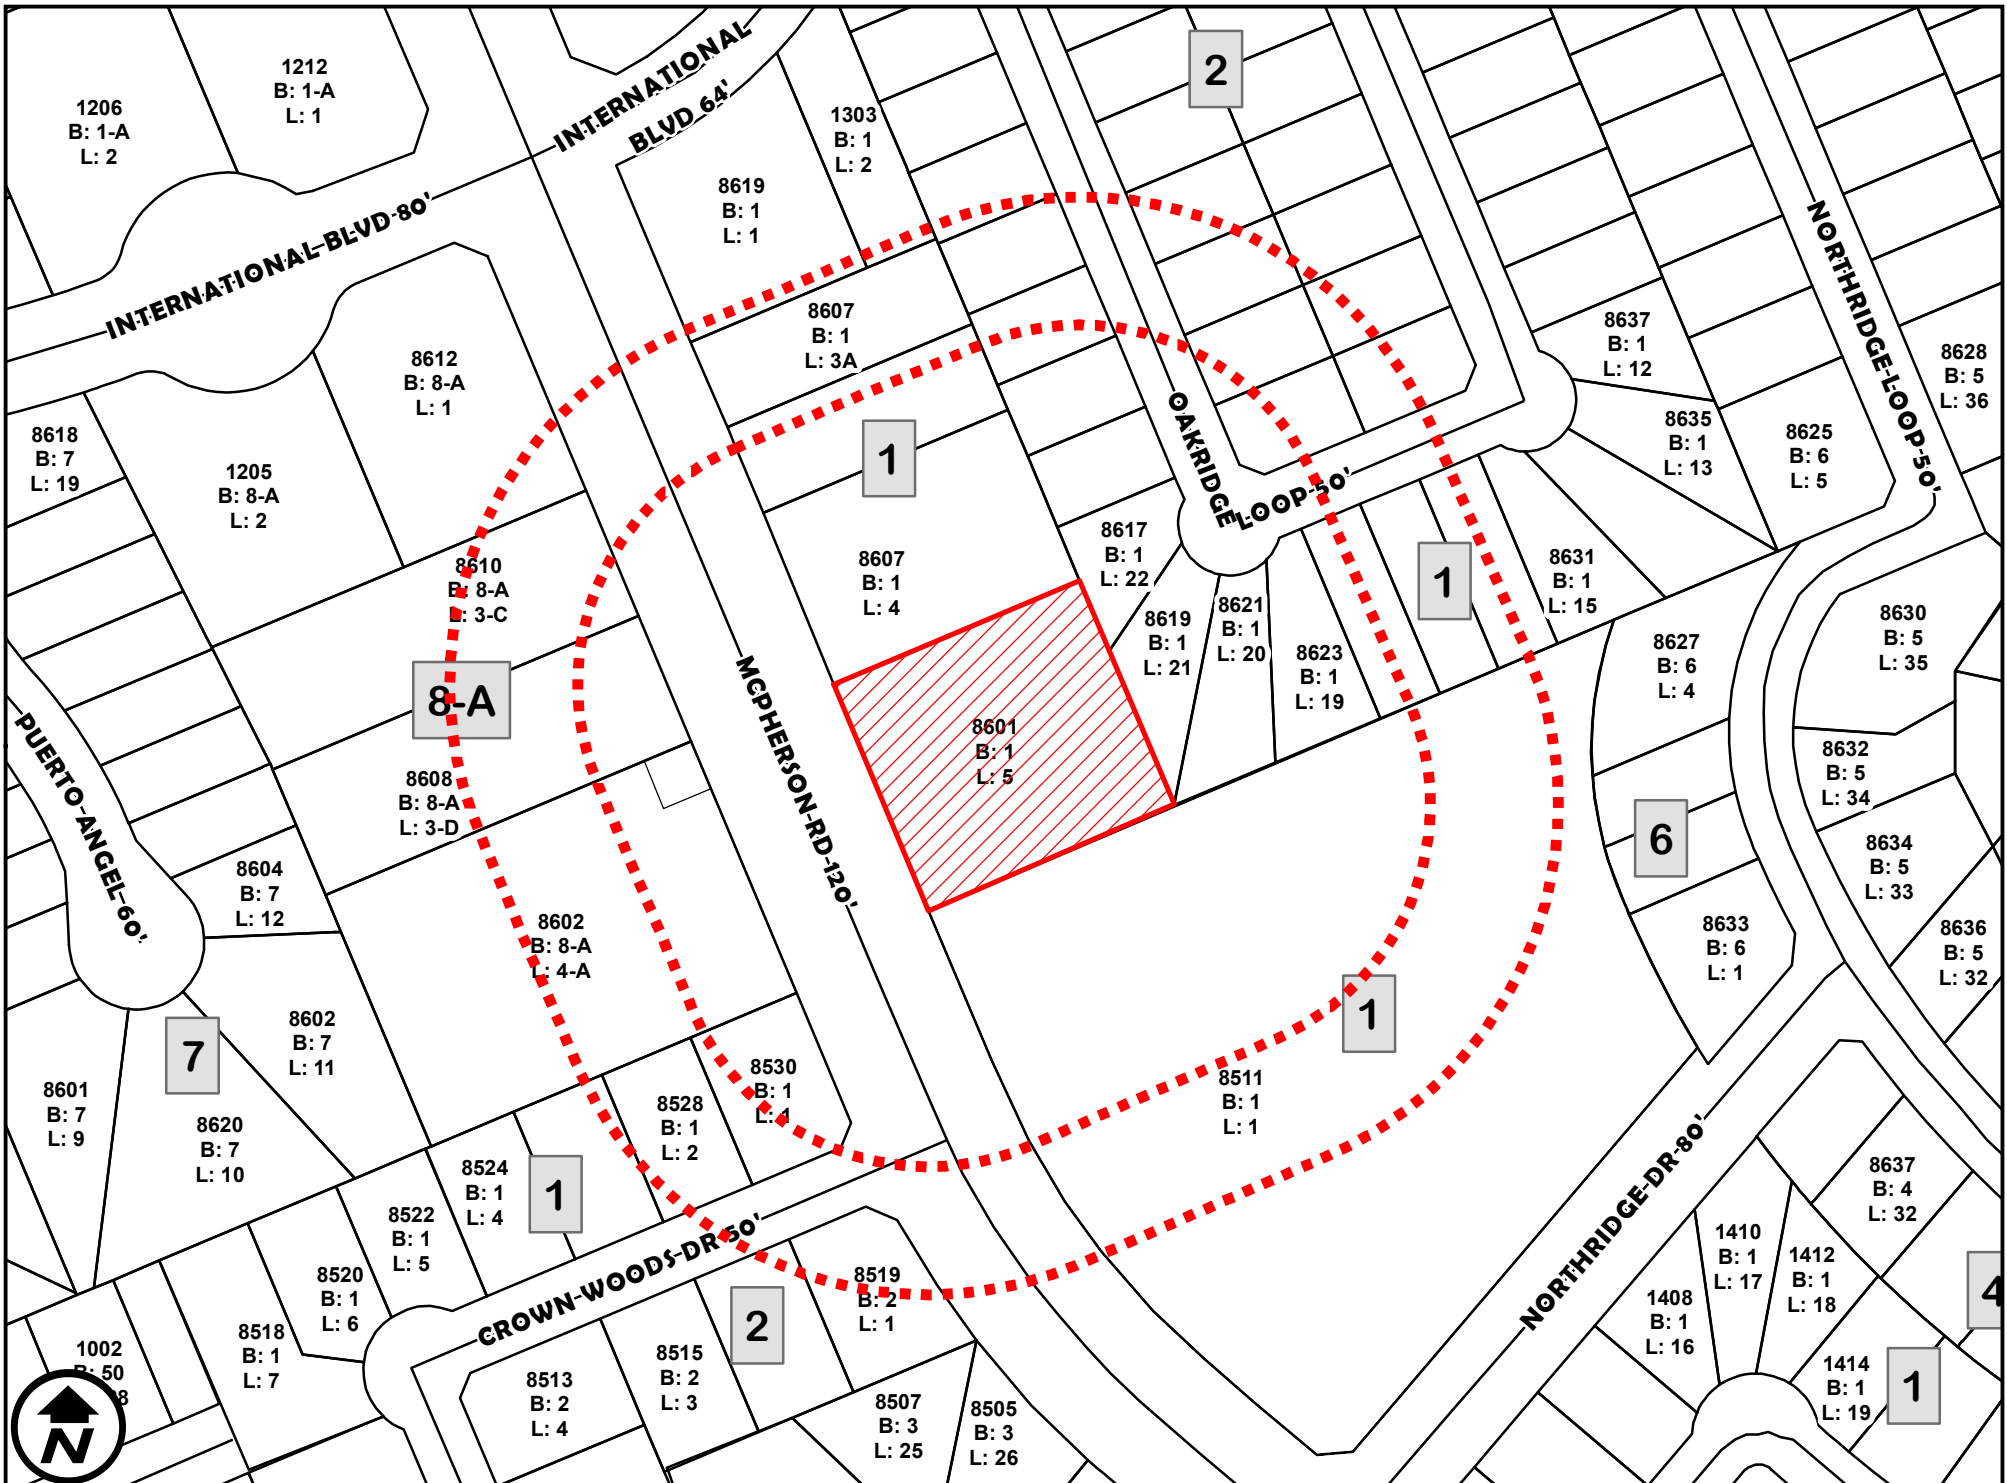 1206
B: 1-A
L: 2
1212
B: 1-A
L: 1
INTERNATIONAL
BLVD 64'
1303
B: 1
L: 2
2
8619
B: 1
L: 1
INTERNATIONAL BLVD 80'
NORTHRIDGE LOOP 50'
8607
B: 1
L: 3A
8637
B: 1
L: 12
8628
B: 5
L: 36
8612
B: 8-A
L: 1
8618
B: 7
L: 19
1205
B: 8-A
L: 2
1
OAKRIDGE
LOOP 50'
8635
B: 1
L: 13
8625
B: 6
L: 5
8610
B: 8-A
L: 3-C
8607
B: 1
L: 4
8617
B: 1
L: 22
8619
B: 1
L: 21
8621
B: 1
L: 20
8623
B: 1
L: 19
1
8631
B: 1
L: 15
8627
B: 6
L: 4
8630
B: 5
L: 35
8-A
PUERTO ANGEL 60'
MCPHERSON RD 120'
8601
B: 1
L: 5
8608
B: 8-A
L: 3-D
8632
B: 5
L: 34
6
8634
B: 5
L: 33
8604
B: 7
L: 12
8602
B: 8-A
L: 4-A
8633
B: 6
L: 1
8636
B: 5
L: 32
1
7
8602
B: 7
L: 11
8601
B: 7
L: 9
8620
B: 7
L: 10
8530
B: 1
L: 1
8528
B: 1
L: 2
8511
B: 1
L: 1
8524
B: 1
L: 4
1
8522
B: 1
L: 5
CROWN WOODS DR 50'
NORTHRIDGE DR 80'
8637
B: 4
L: 32
1410
B: 1
L: 17
1412
B: 1
L: 18
4
8520
B: 1
L: 6
8519
B: 2
L: 1
2
1408
B: 1
L: 16
8518
B: 1
L: 7
1002
B: 50
8515
B: 2
L: 3
8513
B: 2
L: 4
8507
B: 3
L: 25
8505
B: 3
L: 26
1414
B: 1
L: 19
1
N